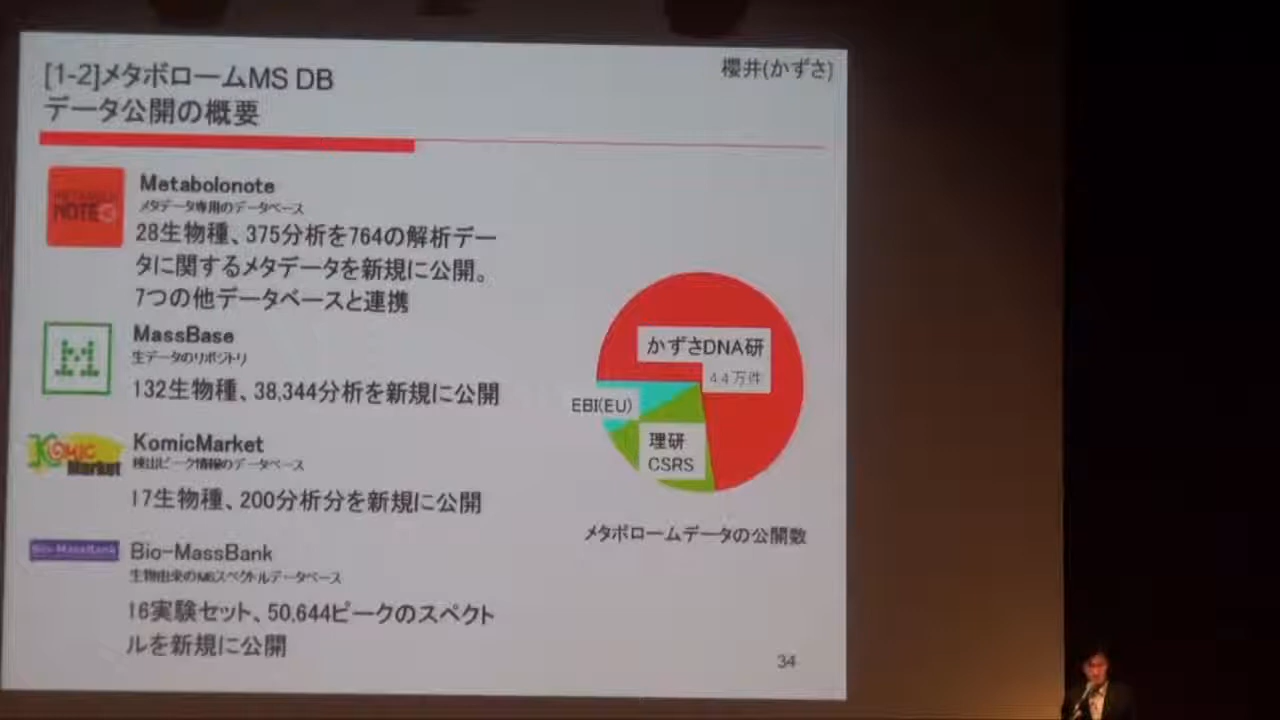 [1-2]メタボロームMS DB
データ公開の概要
櫻井(かずさ)
NOTE
Metabolonote
メタデータ専用のデータベース
28生物種、375分析を764の解析デー
タに関するメタデータを新規に公開。
7つの他データベースと連携
M
MassBase
生データのリポジトリ
132生物種、38,344分析を新規に公開
KOMIC
Market
KomicMarket
検出ピーク情報のデータベース
17生物種、200分析分を新規に公開
Bio-MassBank
Bio-MassBank
生物由来のMSスペクトルデータベース
16実験セット、50,644ピークのスペクト
ルを新規に公開
かずさDNA研
4.4万件
EBI(EU)
理研
CSRS
メタボロームデータの公開数
34